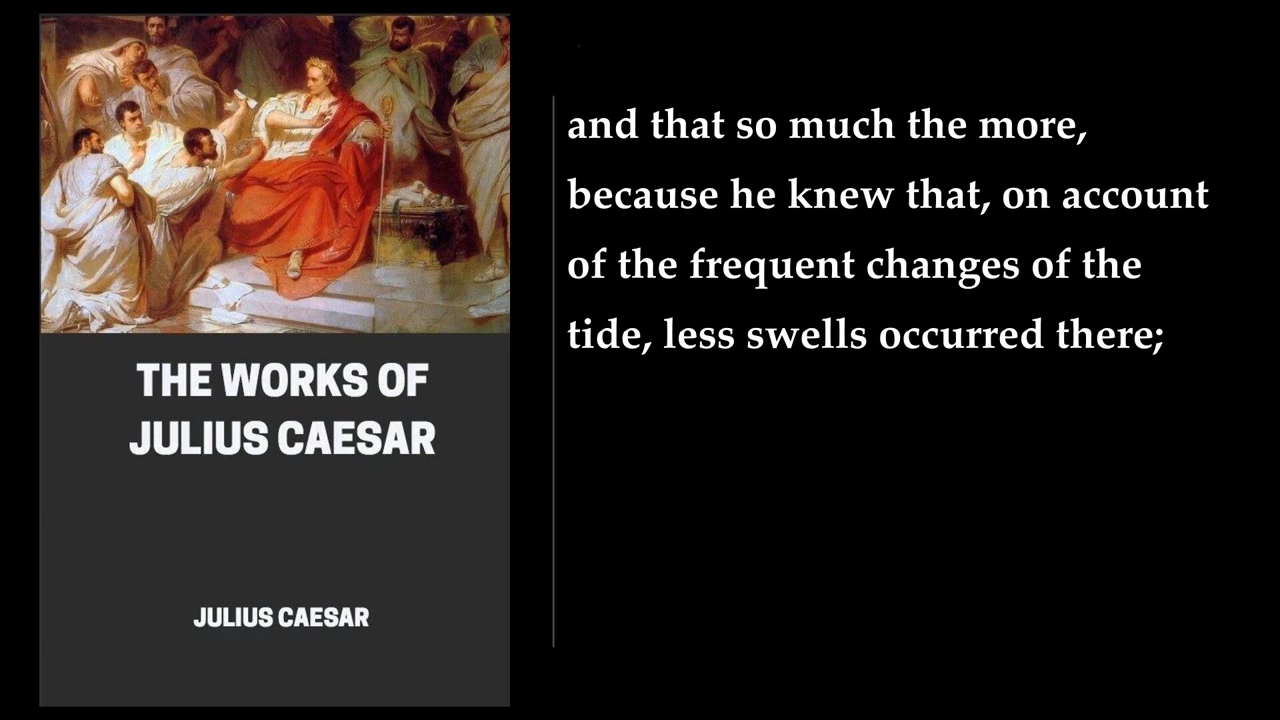 THE WORKS OF
JULIUS CAESAR
JULIUS CAESAR
and that so much the more,
because he knew that, on account
of the frequent changes of the
tide, less swells occurred there;